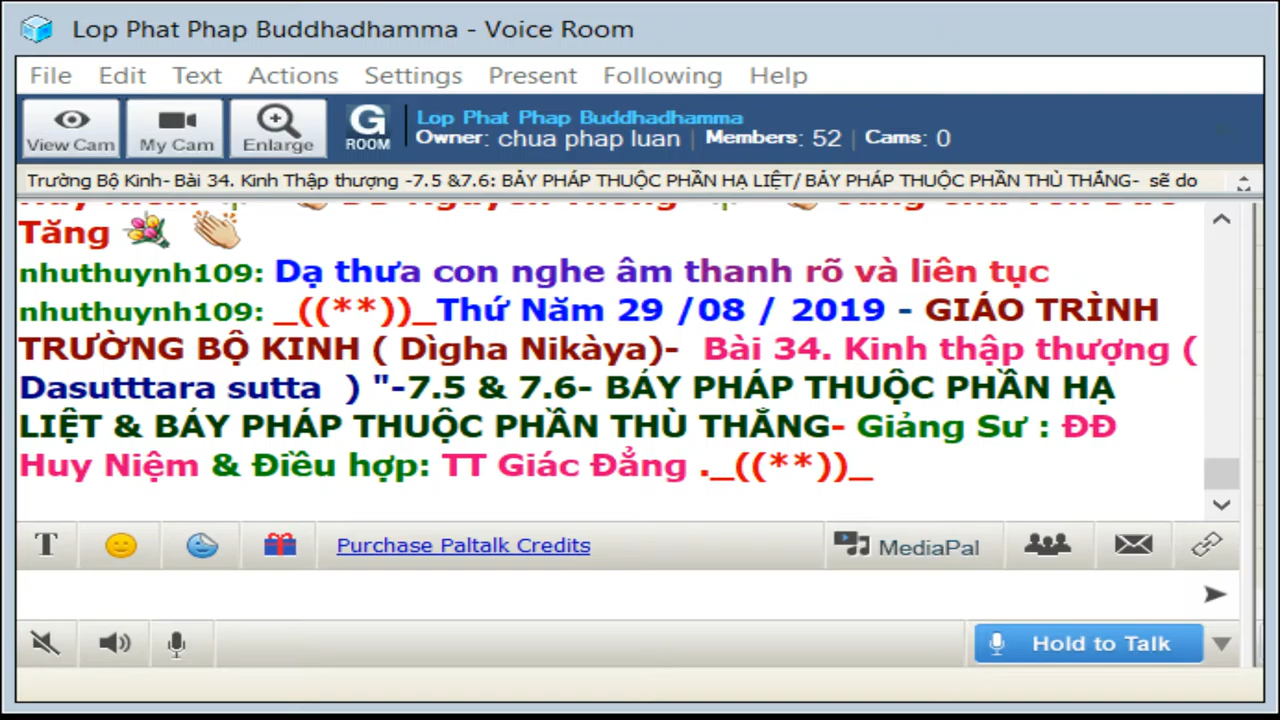 Lop Phat Phap Buddhadhamma - Voice Room
File Edit Text Actions Settings Present Following Help
View Cam My Cam Enlarge G ROOM
Lop Phat Phap Buddhadhamma
Owner: chua phap luan | Members: 52 | Cams: 0
Trường Bộ Kinh- Bài 34. Kinh Thập thượng -7.5 &7.6: BẢY PHÁP THUỘC PHẦN HẠ LIỆT/ BẢY PHÁP THUỘC PHẦN THÙ THẮNG- sẽ do
Tăng
nhuthuynh109: Dạ thưa con nghe âm thanh rõ và liên tục
nhuthuynh109: _((**))_Thứ Năm 29 /08 / 2019 - GIÁO TRÌNH
TRƯỜNG BỘ KINH ( Dìgha Nikàya)- Bài 34. Kinh thập thượng (
Dasutttara sutta ) "-7.5 & 7.6- BẢY PHÁP THUỘC PHẦN HẠ
LIỆT & BẢY PHÁP THUỘC PHẦN THÙ THẮNG- Giảng Sư : ĐĐ
Huy Niệm & Điều hợp: TT Giác Đẳng ._((**))_
T Purchase Paltalk Credits MediaPal
Hold to Talk